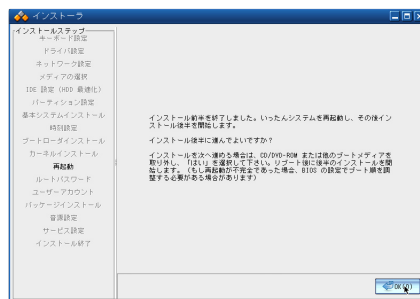 インストーラ
インストールステップ
キーボード設定
ドライバ設定
ネットワーク設定
メディアの選択
IDE 設定 (HDD 最適化)
パーティション設定
基本システムインストール
時刻設定
ブートローダインストール
カーネルインストール
再起動
ルートパスワード
ユーザーアカウント
パッケージインストール
音源設定
サービス設定
インストール終了
インストール前半を終了しました。いったんシステムを再起動し、その後イン
ストール後半を開始します。
インストール後半に進んでよいですか？
インストールを次へ進める場合は、CD/DVD-ROM または他のブートメディアを
取り外し、「はい」を選択して下さい。リブート後に後半のインストールを開
始します。(もし再起動が不完全であった場合、BIOS の設定でブート順を調
整する必要がある場合があります)
OK(O)